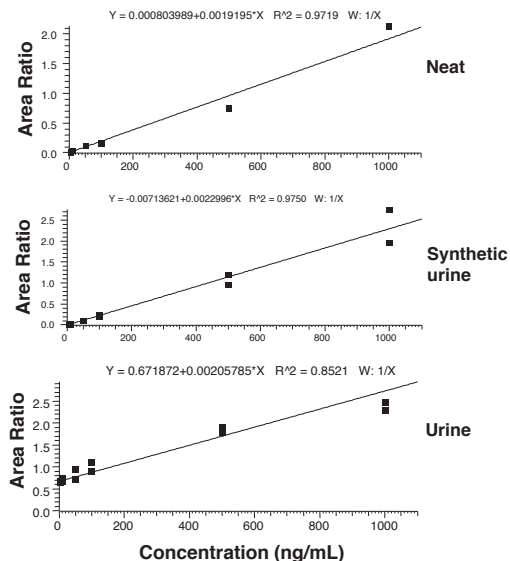 Y = 0.000803989+0.0019195*X R^2 = 0.9719 W: 1/X
2.0
1.5
1.0
0.5
0.0
0 200 400 600 800 1000
Area Ratio
Neat
Y = -0.00713621+0.0022996*X R^2 = 0.9750 W: 1/X
2.5
2.0
1.5
1.0
0.5
0.0
0 200 400 600 800 1000
Area Ratio
Synthetic
urine
Y = 0.671872+0.00205785*X R^2 = 0.8521 W: 1/X
2.5
2.0
1.5
1.0
0.5
0.0
0 200 400 600 800 1000
Area Ratio
Urine
Concentration (ng/mL)